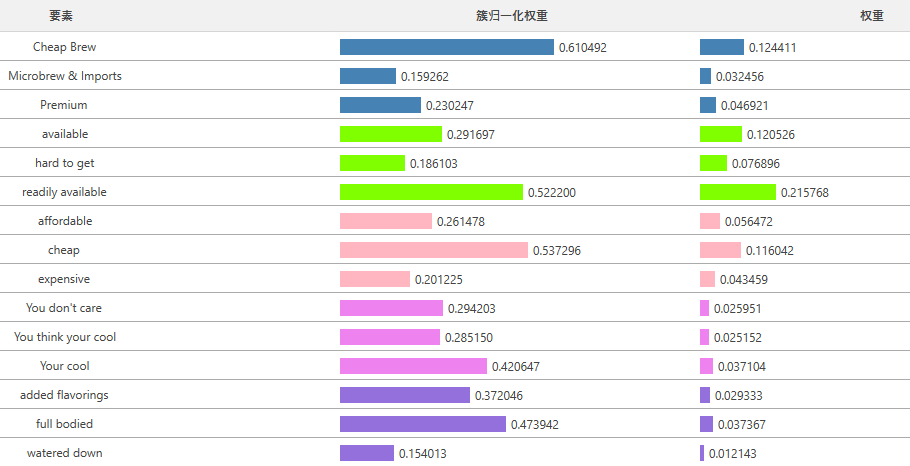 要素 簇归一化权重 权重
Cheap Brew 0.610492 0.124411
Microbrew & Imports 0.159262 0.032456
Premium 0.230247 0.046921
available 0.291697 0.120526
hard to get 0.186103 0.076896
readily available 0.522200 0.215768
affordable 0.261478 0.056472
cheap 0.537296 0.116042
expensive 0.201225 0.043459
You don't care 0.294203 0.025951
You think your cool 0.285150 0.025152
Your cool 0.420647 0.037104
added flavorings 0.372046 0.029333
full bodied 0.473942 0.037367
watered down 0.154013 0.012143